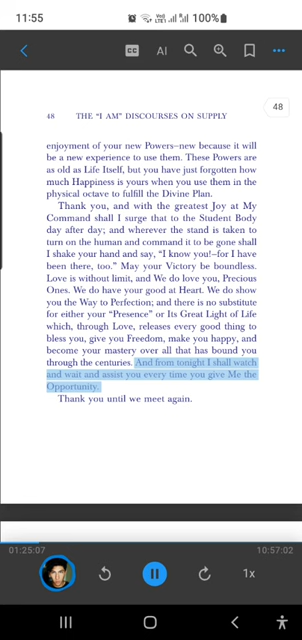 11:55
100%
CC
AI
48
48 THE “I AM” DISCOURSES ON SUPPLY
enjoyment of your new Powers–new because it will
be a new experience to use them. These Powers are
as old as Life Itself, but you have just forgotten how
much Happiness is yours when you use them in the
physical octave to fulfill the Divine Plan.
Thank you, and with the greatest Joy at My
Command shall I surge that to the Student Body
day after day; and wherever the stand is taken to
turn on the human and command it to be gone shall
I shake your hand and say, “I know you!–for I have
been there, too.” May your Victory be boundless.
Love is without limit, and We do love you, Precious
Ones. We do have your good at Heart. We do show
you the Way to Perfection; and there is no substitute
for either your “Presence” or Its Great Light of Life
which, through Love, releases every good thing to
bless you, give you Freedom, make you happy, and
become your mastery over all that has bound you
through the centuries. And from tonight I shall watch
and wait and assist you every time you give Me the
Opportunity.
Thank you until we meet again.
01:25:07 10:57:02
1x